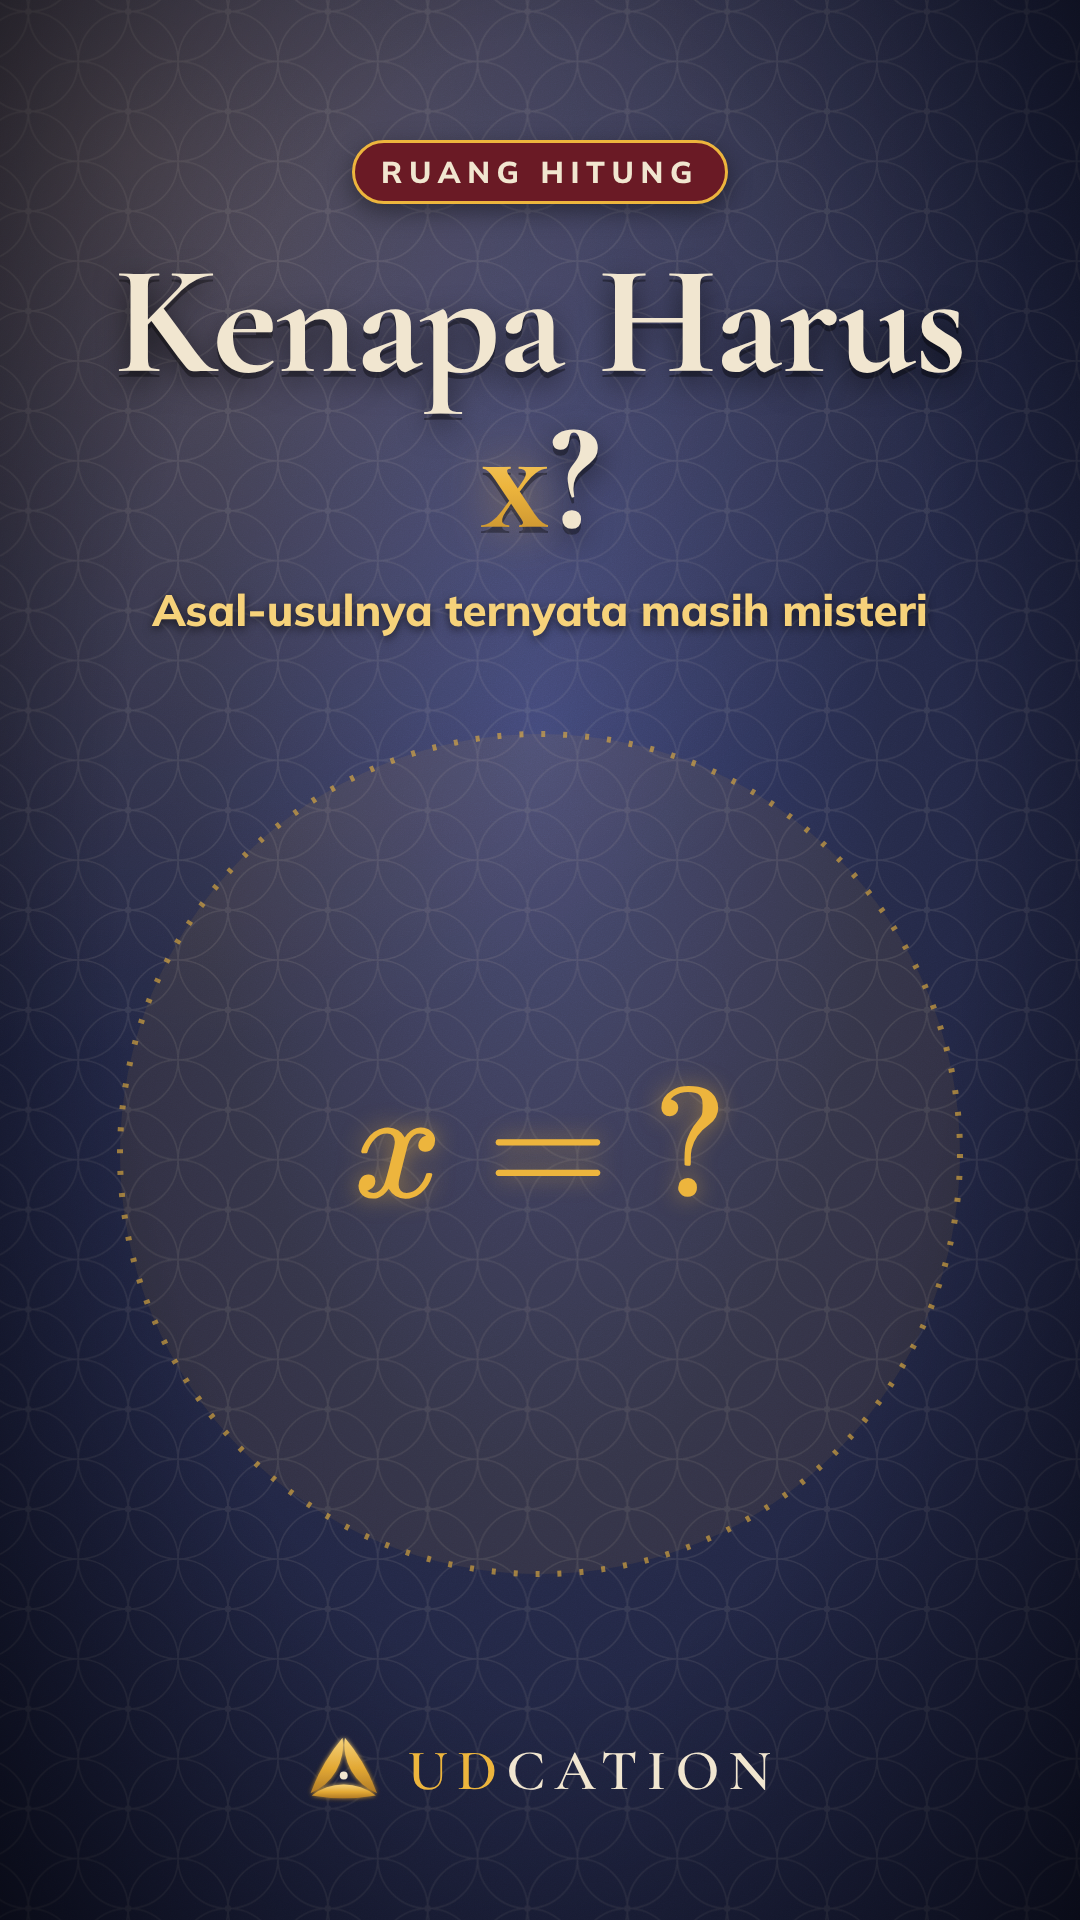 RUANG HITUNG
Kenapa Harus
x?
Asal-usulnya ternyata masih misteri
x = ?
UDCATION